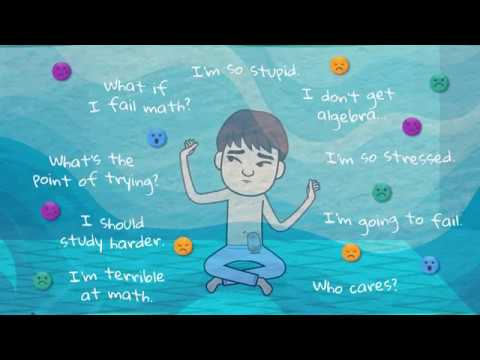 I'm so stupid.
What if
I fail math?
I don't get
algebra...
What's the
point of trying?
I'm so stressed.
I should
study harder.
I'm going to fail.
I'm terrible
at math.
Who cares?